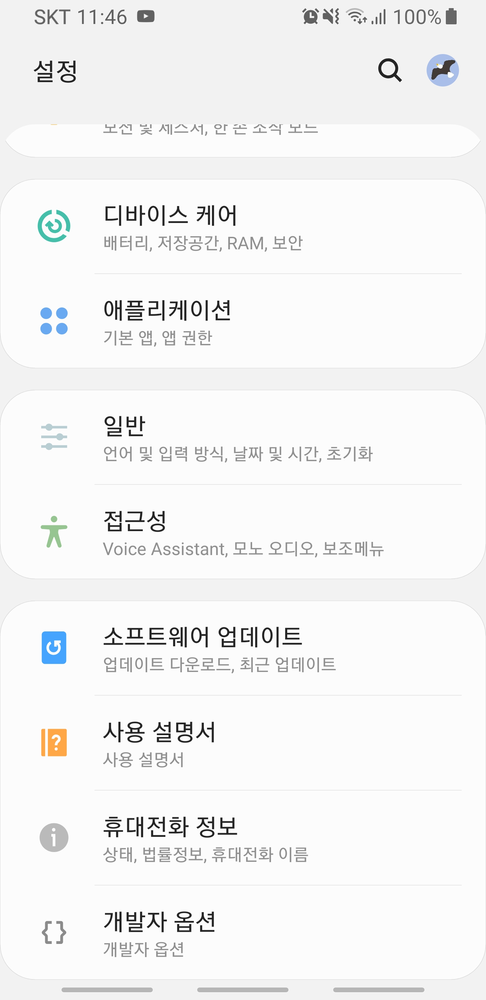 SKT 11:46 100%
설정
모션 및 제스처, 한 손 조작 모드
디바이스 케어
배터리, 저장공간, RAM, 보안
애플리케이션
기본 앱, 앱 권한
일반
언어 및 입력 방식, 날짜 및 시간, 초기화
접근성
Voice Assistant, 모노 오디오, 보조메뉴
소프트웨어 업데이트
업데이트 다운로드, 최근 업데이트
사용 설명서
사용 설명서
휴대전화 정보
상태, 법률정보, 휴대전화 이름
개발자 옵션
개발자 옵션